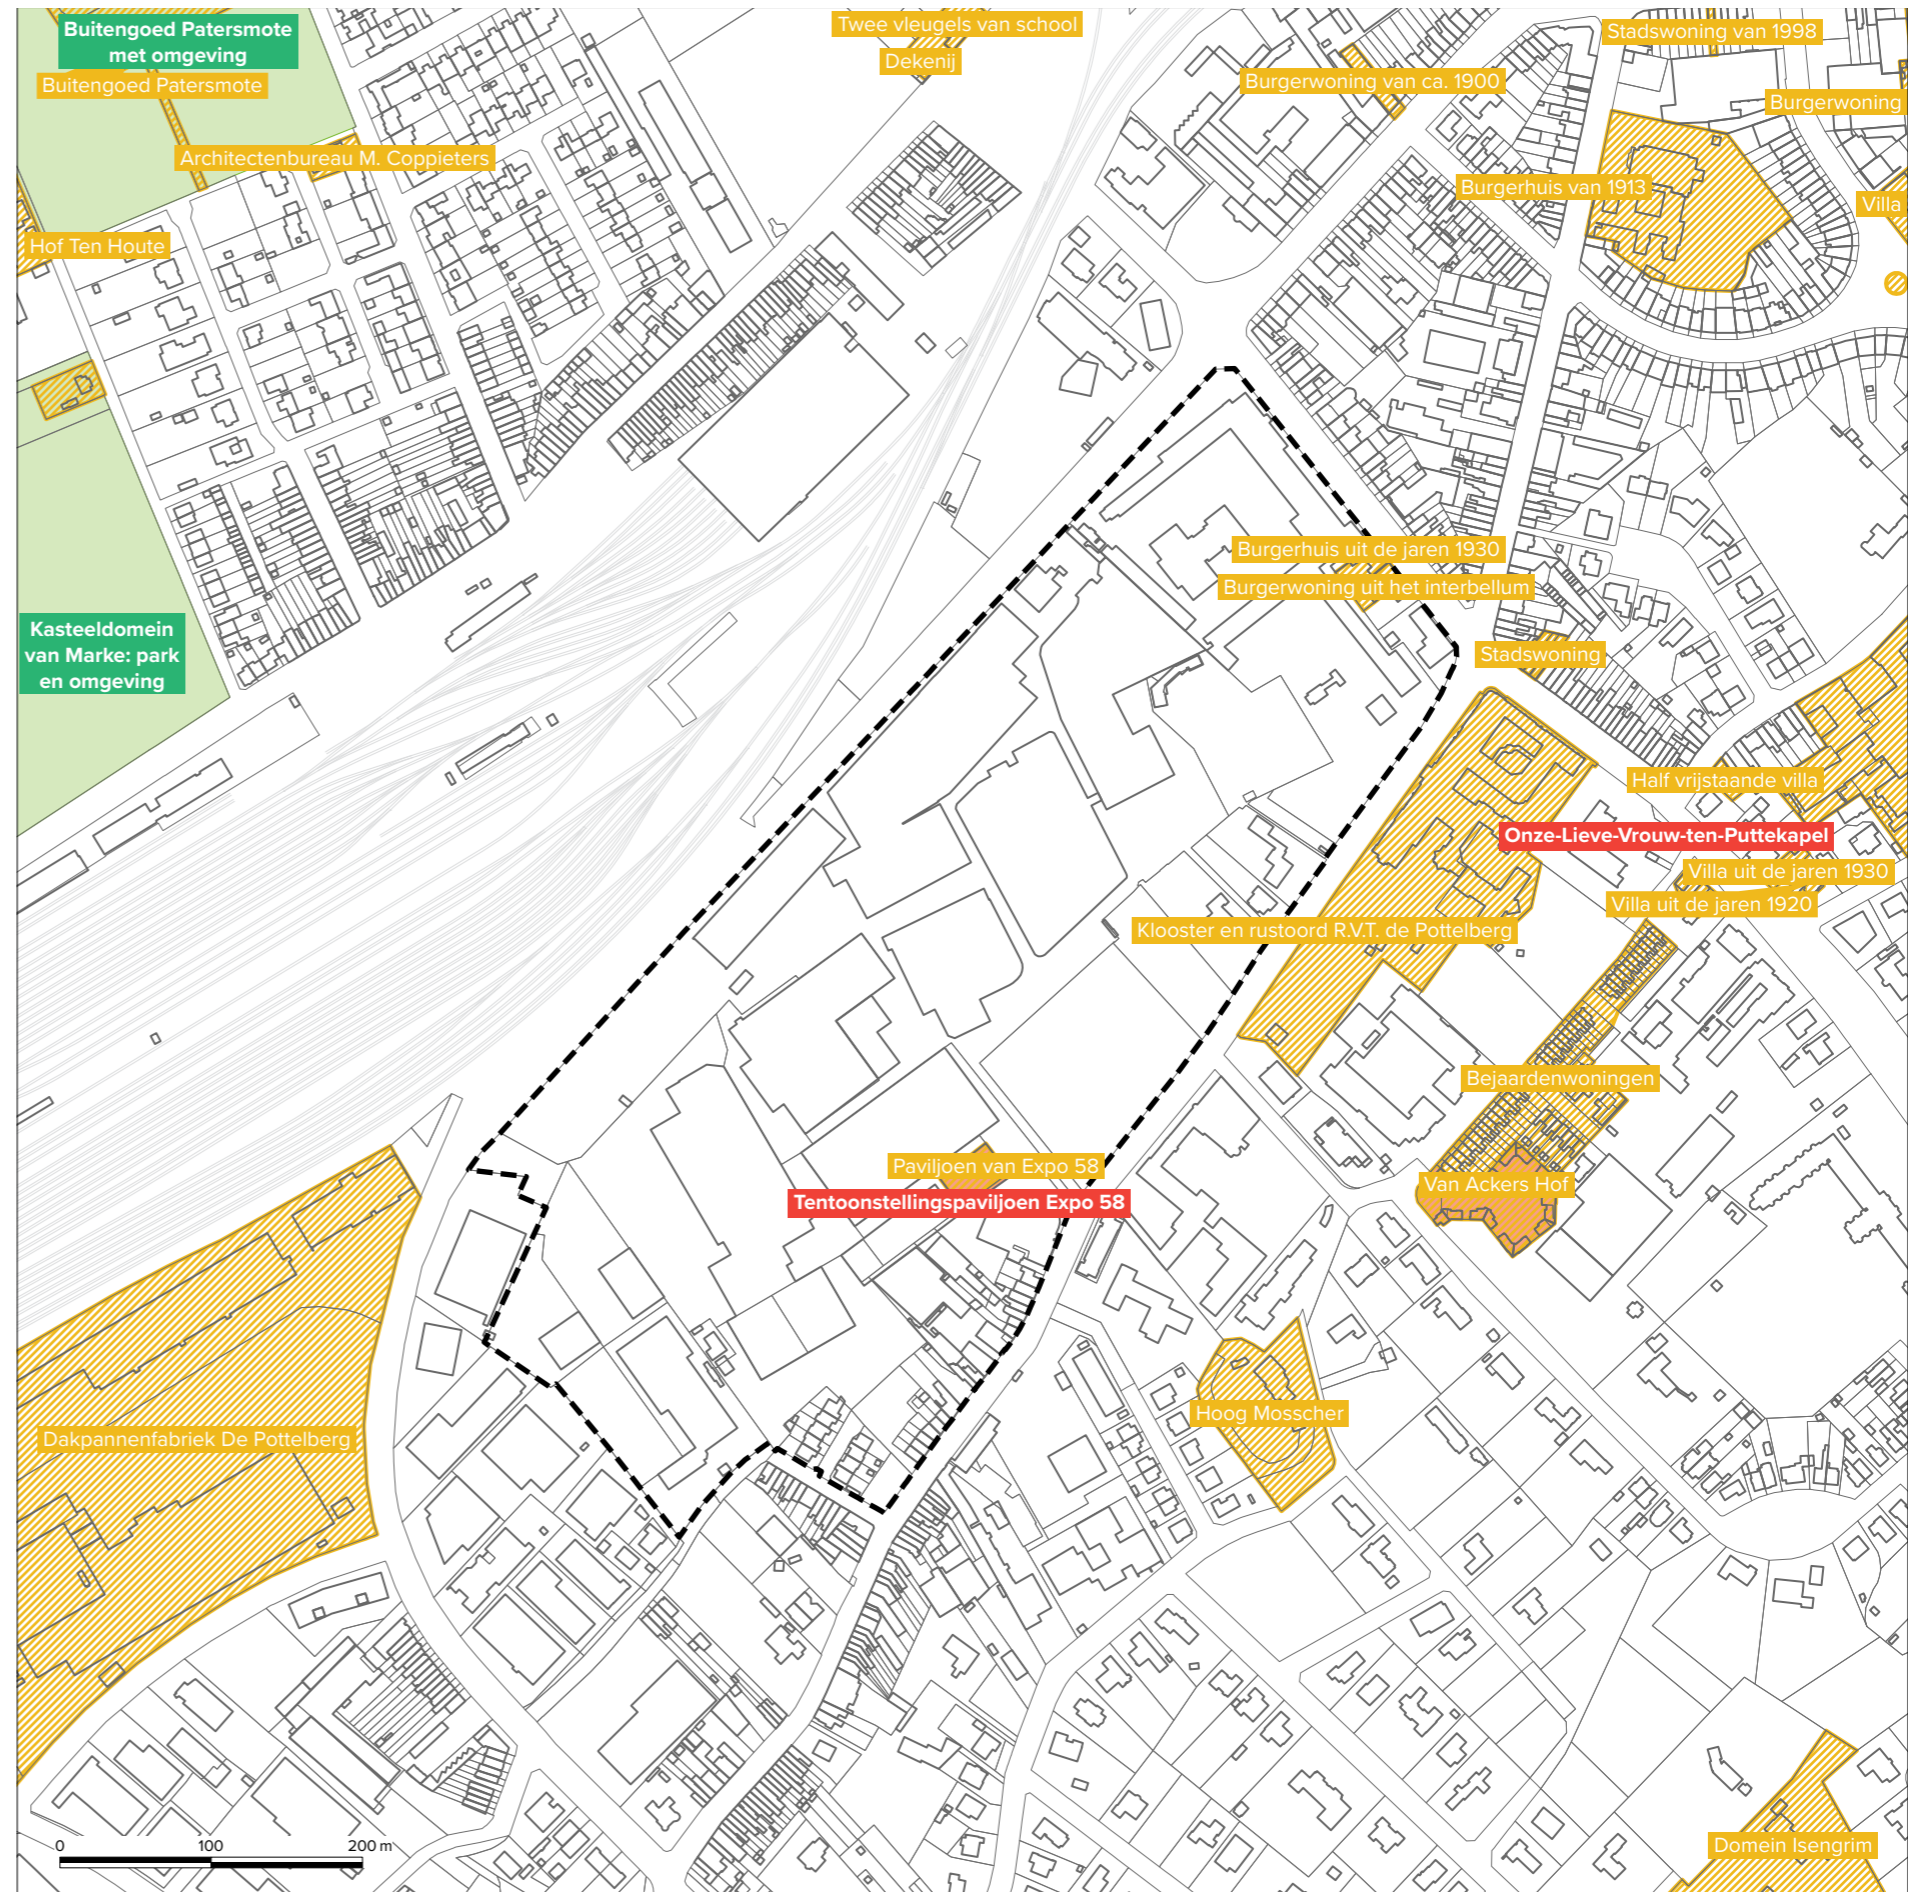 Buitengoed Patersmote
met omgeving
Buitengoed Patersmote
Twee vleugels van school
Dekenij
Stadswoning van 1998
Burgerwoning van ca. 1900
Burgerwoning
Architectenbureau M. Coppieters
Burgerhuis van 1913
Villa
Hof Ten Houte
Burgerhuis uit de jaren 1930
Burgerwoning uit het interbellum
Kasteeldomein
van Marke: park
en omgeving
Stadswoning
Half vrijstaande villa
Onze-Lieve-Vrouw-ten-Puttekapel
Villa uit de jaren 1930
Villa uit de jaren 1920
Klooster en rustoord R.V.T. de Pottelberg
Bejaardenwoningen
Paviljoen van Expo 58
Van Ackers Hof
Tentoonstellingspaviljoen Expo 58
Hoog Mosscher
Dakpannenfabriek De Pottelberg
Domein Isengrim
0 100 200 m